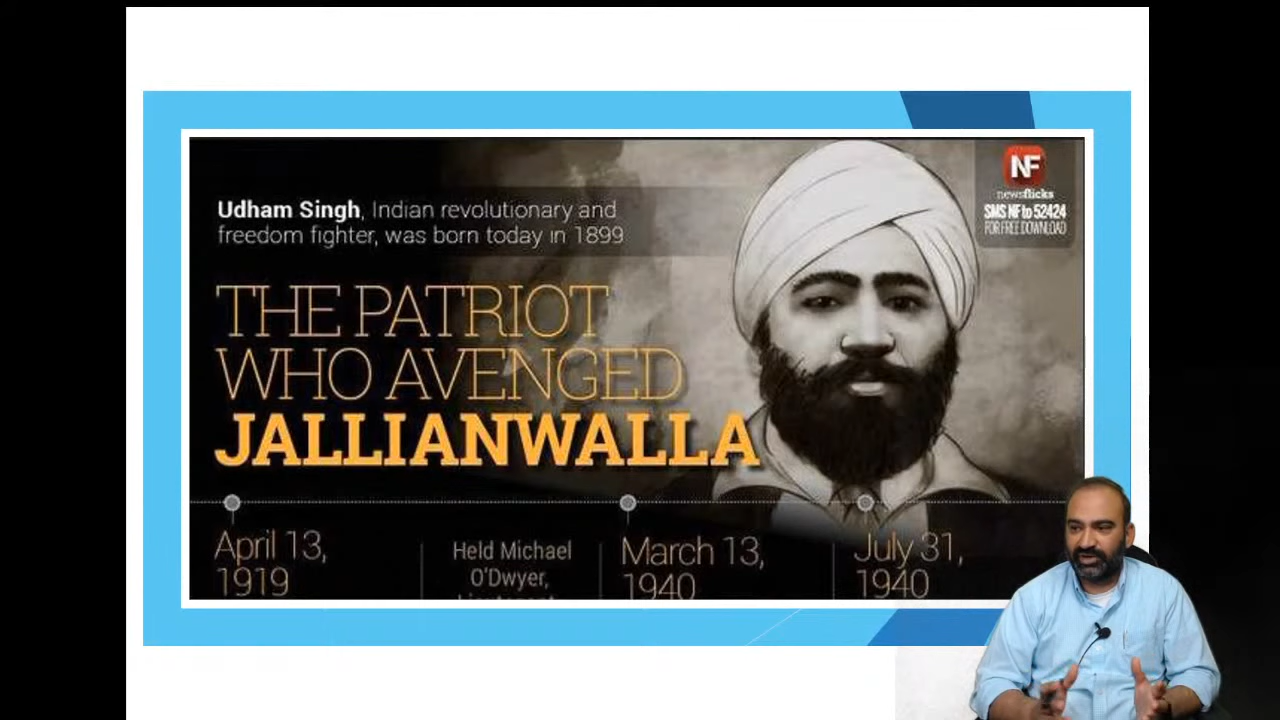 Udham Singh, Indian revolutionary and
freedom fighter, was born today in 1899
THE PATRIOT
WHO AVENGED
JALLIANWALLA
NF
newsflicks
SMS NF to 52424
FOR FREE DOWNLOAD
April 13,
1919
Held Michael
O'Dwyer,
March 13,
1940
July 31,
1940